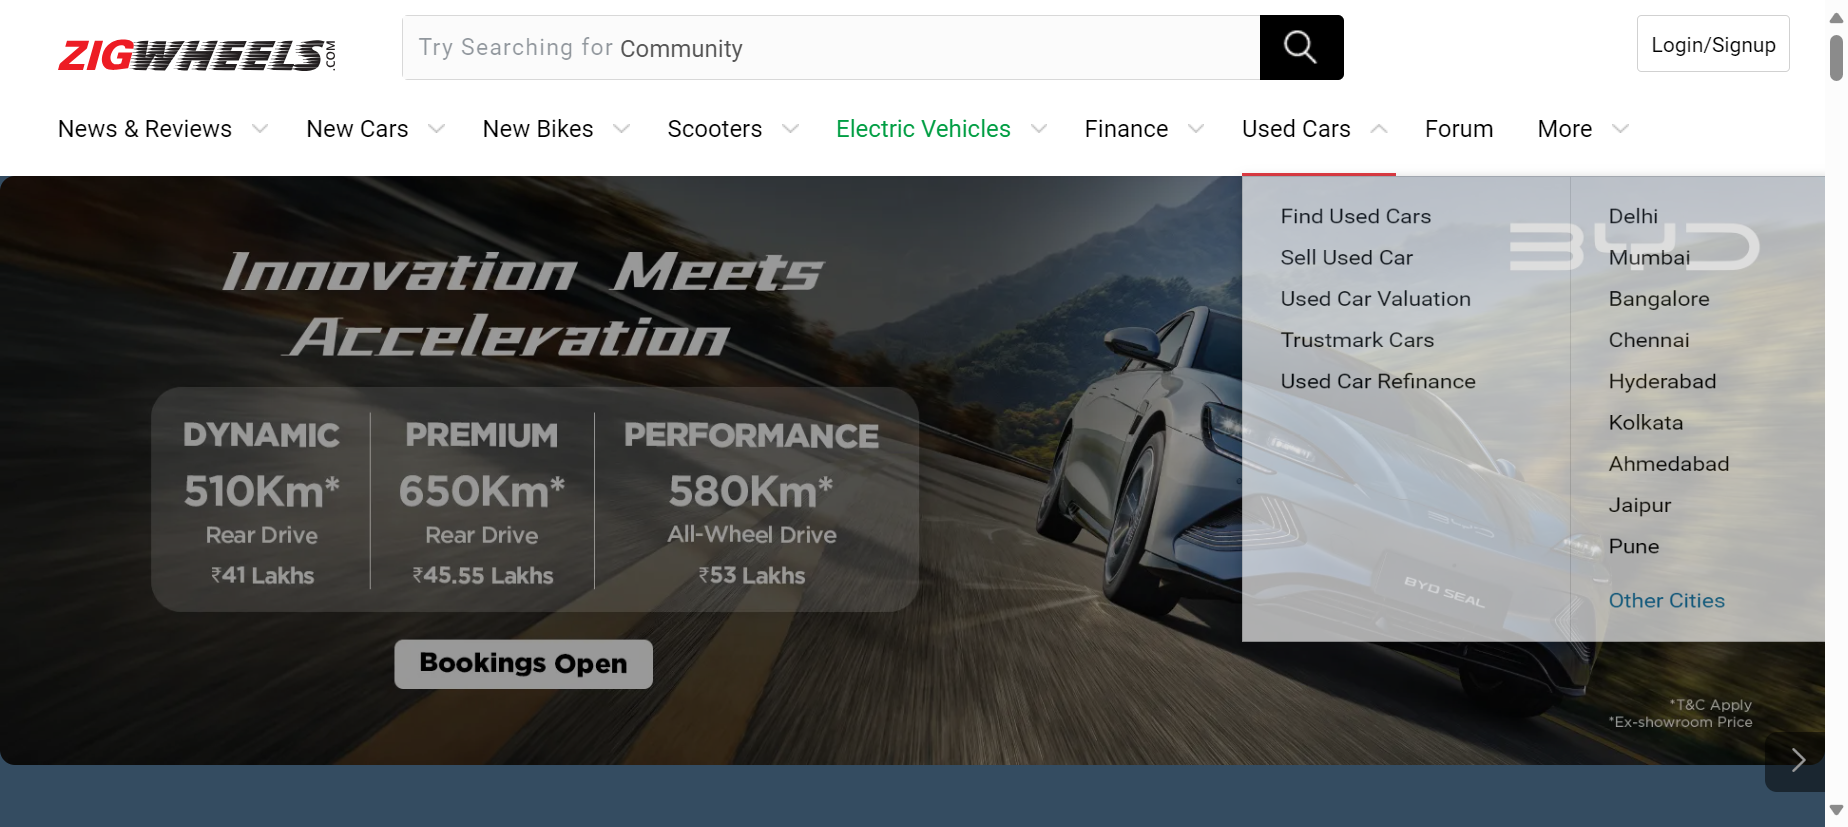 ZIGWHEELS.COM
Try Searching for Community
Login/Signup
News & Reviews
New Cars
New Bikes
Scooters
Electric Vehicles
Finance
Used Cars
Forum
More
Innovation Meets
Acceleration
DYNAMIC
510Km*
Rear Drive
₹41 Lakhs
PREMIUM
650Km*
Rear Drive
₹45.55 Lakhs
PERFORMANCE
580Km*
All-Wheel Drive
₹53 Lakhs
Bookings Open
Find Used Cars
Sell Used Car
Used Car Valuation
Trustmark Cars
Used Car Refinance
Delhi
Mumbai
Bangalore
Chennai
Hyderabad
Kolkata
Ahmedabad
Jaipur
Pune
Other Cities
BYD
BYD
BYD SEAL
*T&C Apply
*Ex-showroom Price